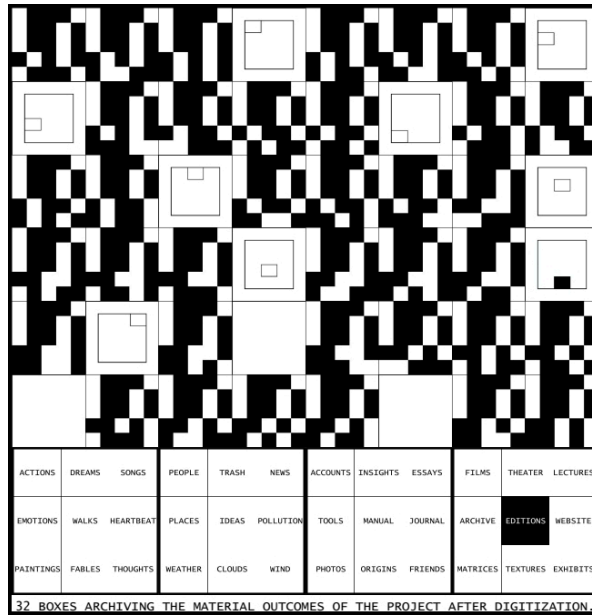 ACTIONS DREAMS SONGS PEOPLE TRASH NEWS ACCOUNTS INSIGHTS ESSAYS FILMS THEATER LECTURES
EMOTIONS WALKS HEARTBEAT PLACES IDEAS POLLUTION TOOLS MANUAL JOURNAL ARCHIVE EDITIONS WEBSITE
PAINTINGS FABLES THOUGHTS WEATHER CLOUDS WIND PHOTOS ORIGINS FRIENDS MATRICES TEXTURES EXHIBITS
32 BOXES ARCHIVING THE MATERIAL OUTCOMES OF THE PROJECT AFTER DIGITIZATION.